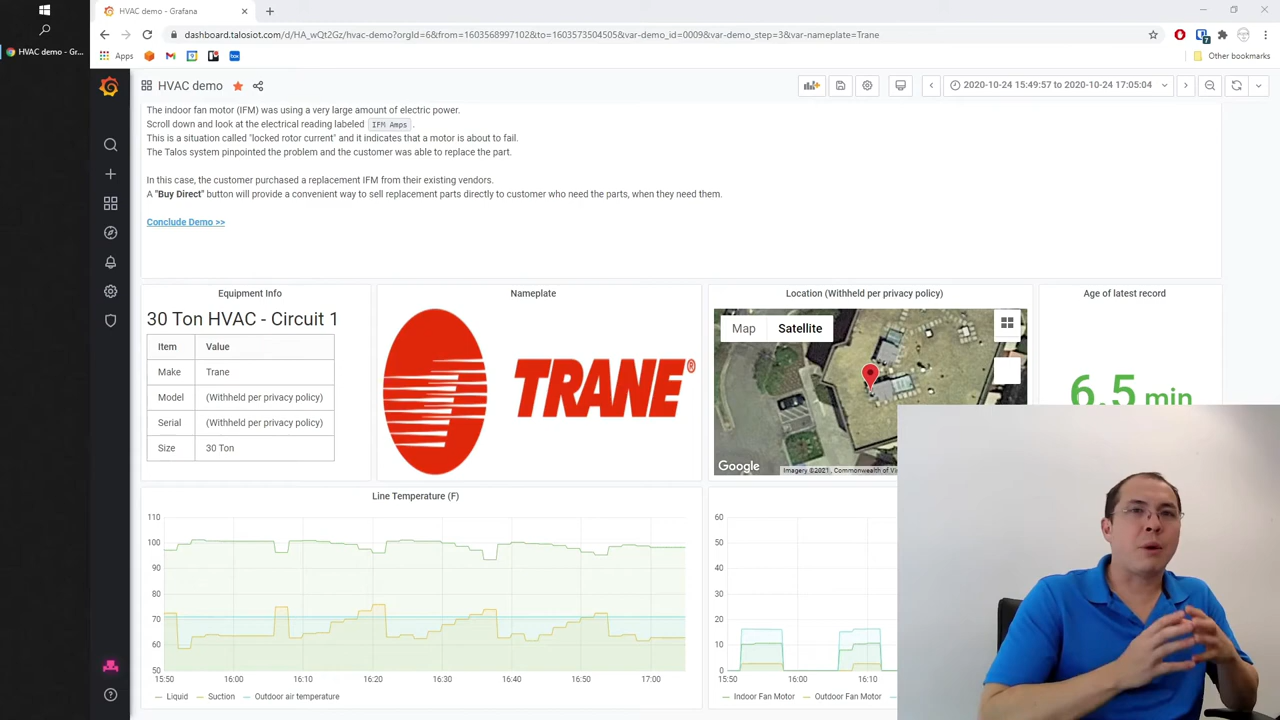 HVAC demo - Grafana
HVAC demo - Gr...
dashboard.talosiot.com/d/HA_wQt2Gz/hvac-demo?orgId=6&from=1603568997102&to=1603573504505&var-demo_id=0009&var-demo_step=3&var-nameplate=Trane
Apps
box
Other bookmarks
HVAC demo
2020-10-24 15:49:57 to 2020-10-24 17:05:04
The indoor fan motor (IFM) was using a very large amount of electric power.
Scroll down and look at the electrical reading labeled IFM Amps .
This is a situation called "locked rotor current" and it indicates that a motor is about to fail.
The Talos system pinpointed the problem and the customer was able to replace the part.
In this case, the customer purchased a replacement IFM from their existing vendors.
A "Buy Direct" button will provide a convenient way to sell replacement parts directly to customer who need the parts, when they need them.
Conclude Demo >>
Equipment Info
30 Ton HVAC - Circuit 1
Item Value
Make Trane
Model (Withheld per privacy policy)
Serial (Withheld per privacy policy)
Size 30 Ton
Nameplate
TRANE®
Location (Withheld per privacy policy)
Map Satellite
Google
Imagery ©2021 , Commonwealth of Vi
Age of latest record
6.5 min
Line Temperature (F)
110
100
90
80
70
60
50
15:50 16:00 16:10 16:20 16:30 16:40 16:50 17:00
Liquid Suction Outdoor air temperature
60
50
40
30
20
10
0
15:50 16:00 16:10
Indoor Fan Motor Outdoor Fan Motor